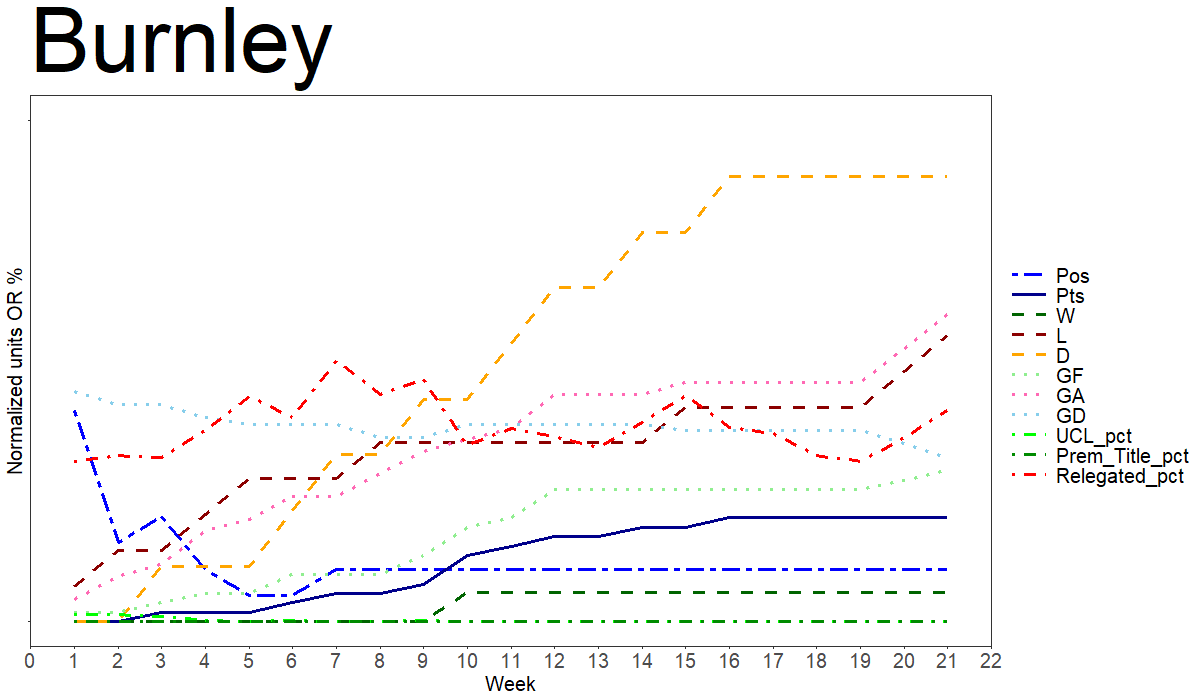 Burnley
Normalized units OR %
Pos
Pts
W
L
D
GF
GA
GD
UCL_pct
Prem_Title_pct
Relegated_pct
0 1 2 3 4 5 6 7 8 9 10 11 12 13 14 15 16 17 18 19 20 21 22
Week